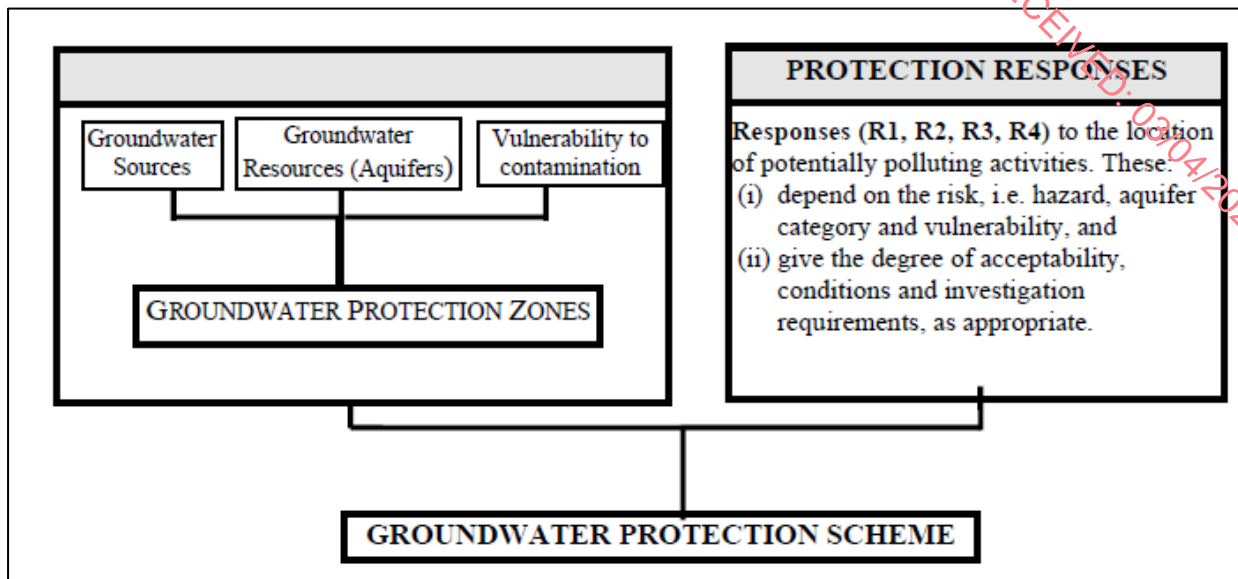 Groundwater
Sources
Groundwater
Resources (Aquifers)
Vulnerability to
contamination
GROUNDWATER PROTECTION ZONES
PROTECTION RESPONSES
Responses (R1, R2, R3, R4) to the location
of potentially polluting activities. These:
(i) depend on the risk, i.e. hazard, aquifer
category and vulnerability, and
(ii) give the degree of acceptability,
conditions and investigation
requirements, as appropriate.
GROUNDWATER PROTECTION SCHEME